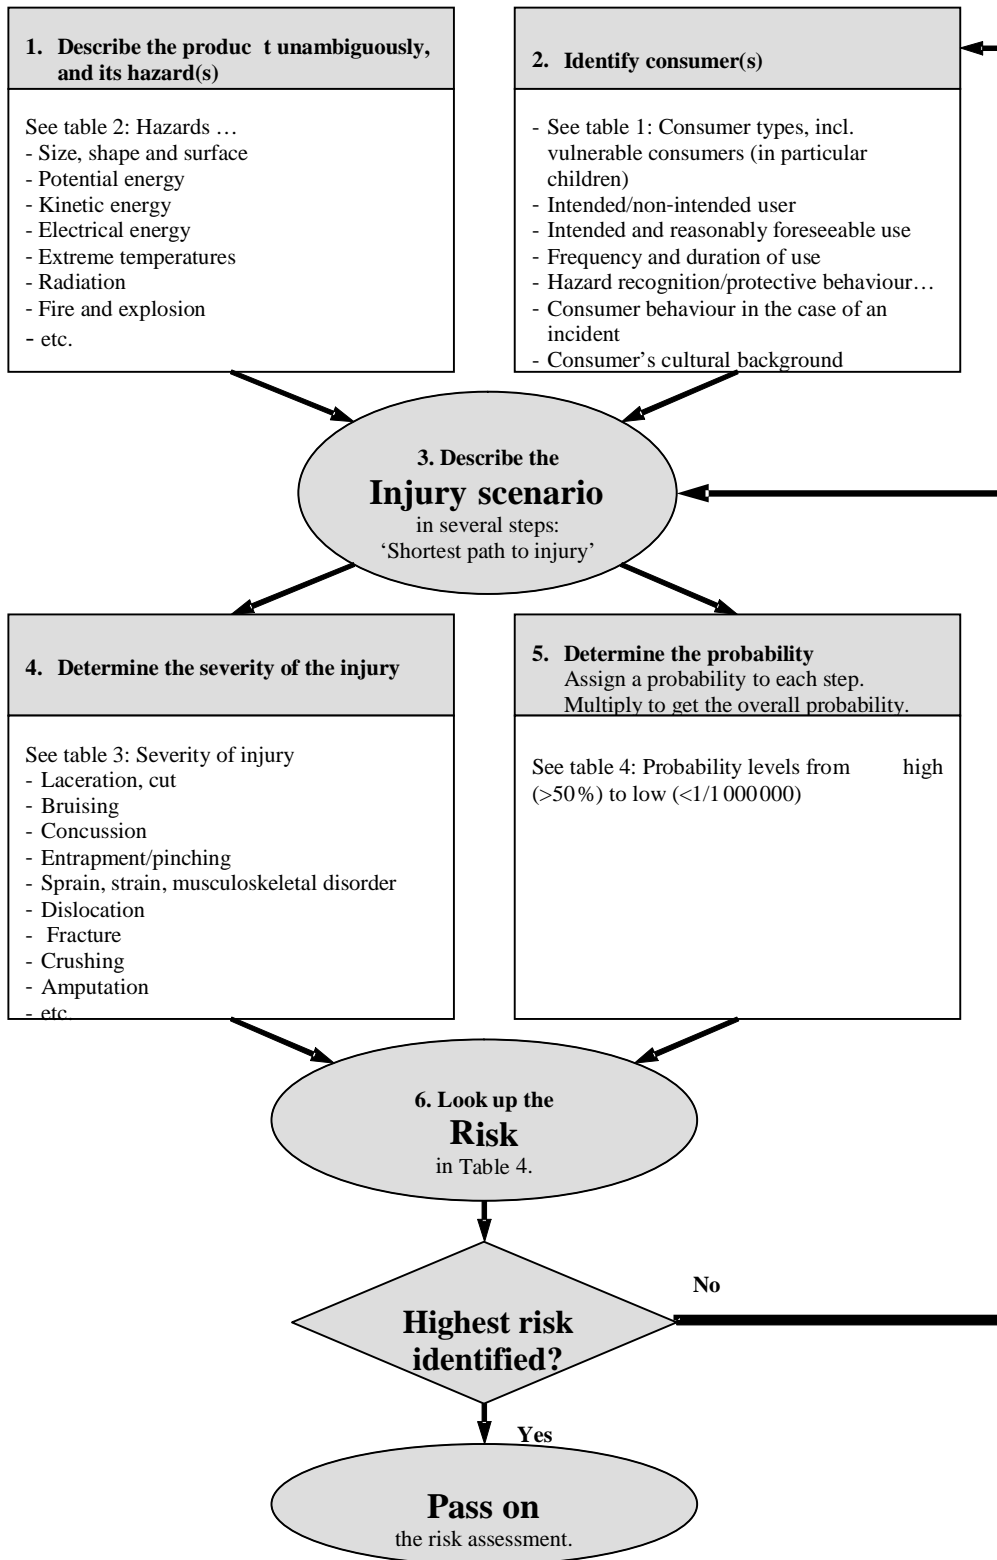 1. Describe the produc t unambiguously,
and its hazard(s)
See table 2: Hazards …
- Size, shape and surface
- Potential energy
- Kinetic energy
- Electrical energy
- Extreme temperatures
- Radiation
- Fire and explosion
- etc.
2. Identify consumer(s)
- See table 1: Consumer types, incl.
vulnerable consumers (in particular
children)
- Intended/non-intended user
- Intended and reasonably foreseeable use
- Frequency and duration of use
- Hazard recognition/protective behaviour…
- Consumer behaviour in the case of an
incident
- Consumer’s cultural background
3. Describe the
Injury scenario
in several steps:
‘Shortest path to injury’
4. Determine the severity of the injury
See table 3: Severity of injury
- Laceration, cut
- Bruising
- Concussion
- Entrapment/pinching
- Sprain, strain, musculoskeletal disorder
- Dislocation
- Fracture
- Crushing
- Amputation
- etc.
5. Determine the probability
Assign a probability to each step.
Multiply to get the overall probability.
See table 4: Probability levels from high
(>50%) to low (<1/1 000 000)
6. Look up the
Risk
in Table 4.
Highest risk
identified?
No
Yes
Pass on
the risk assessment.